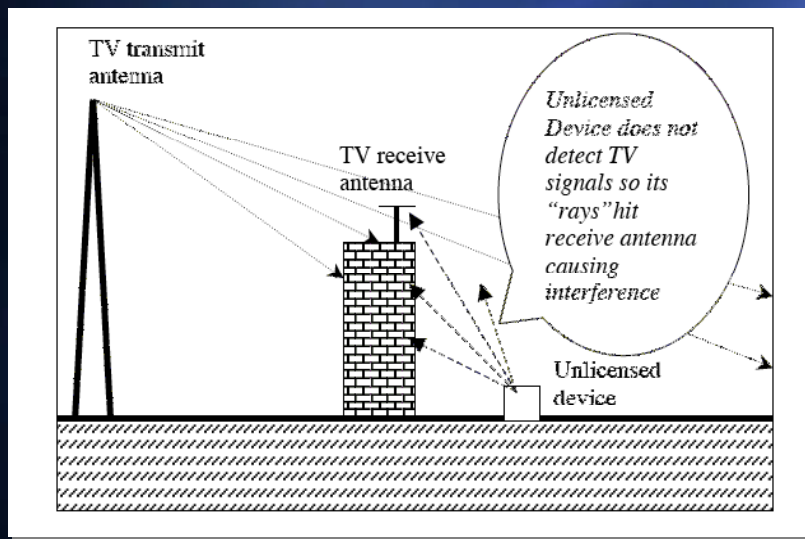 TV transmit
antenna
TV receive
antenna
Unlicensed
Device does not
detect TV
signals so its
“rays”hit
receive antenna
causing
interference
Unlicensed
device